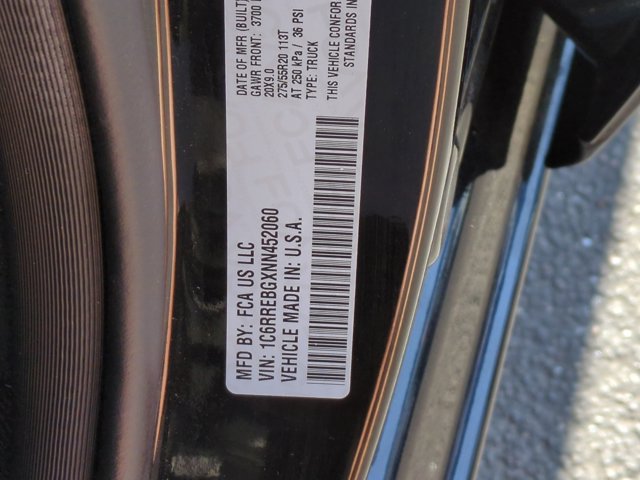 MFD BY: FCA US LLC
VIN: 1C6RREBGXNN452060
VEHICLE MADE IN: U.S.A.
DATE OF MFR (BUILT)
GAWR FRONT: 3700
20X9.0
275/55R20 113T
AT 250 kPa / 36 PSI
TYPE: TRUCK
THIS VEHICLE CONFOR
STANDARDS IN